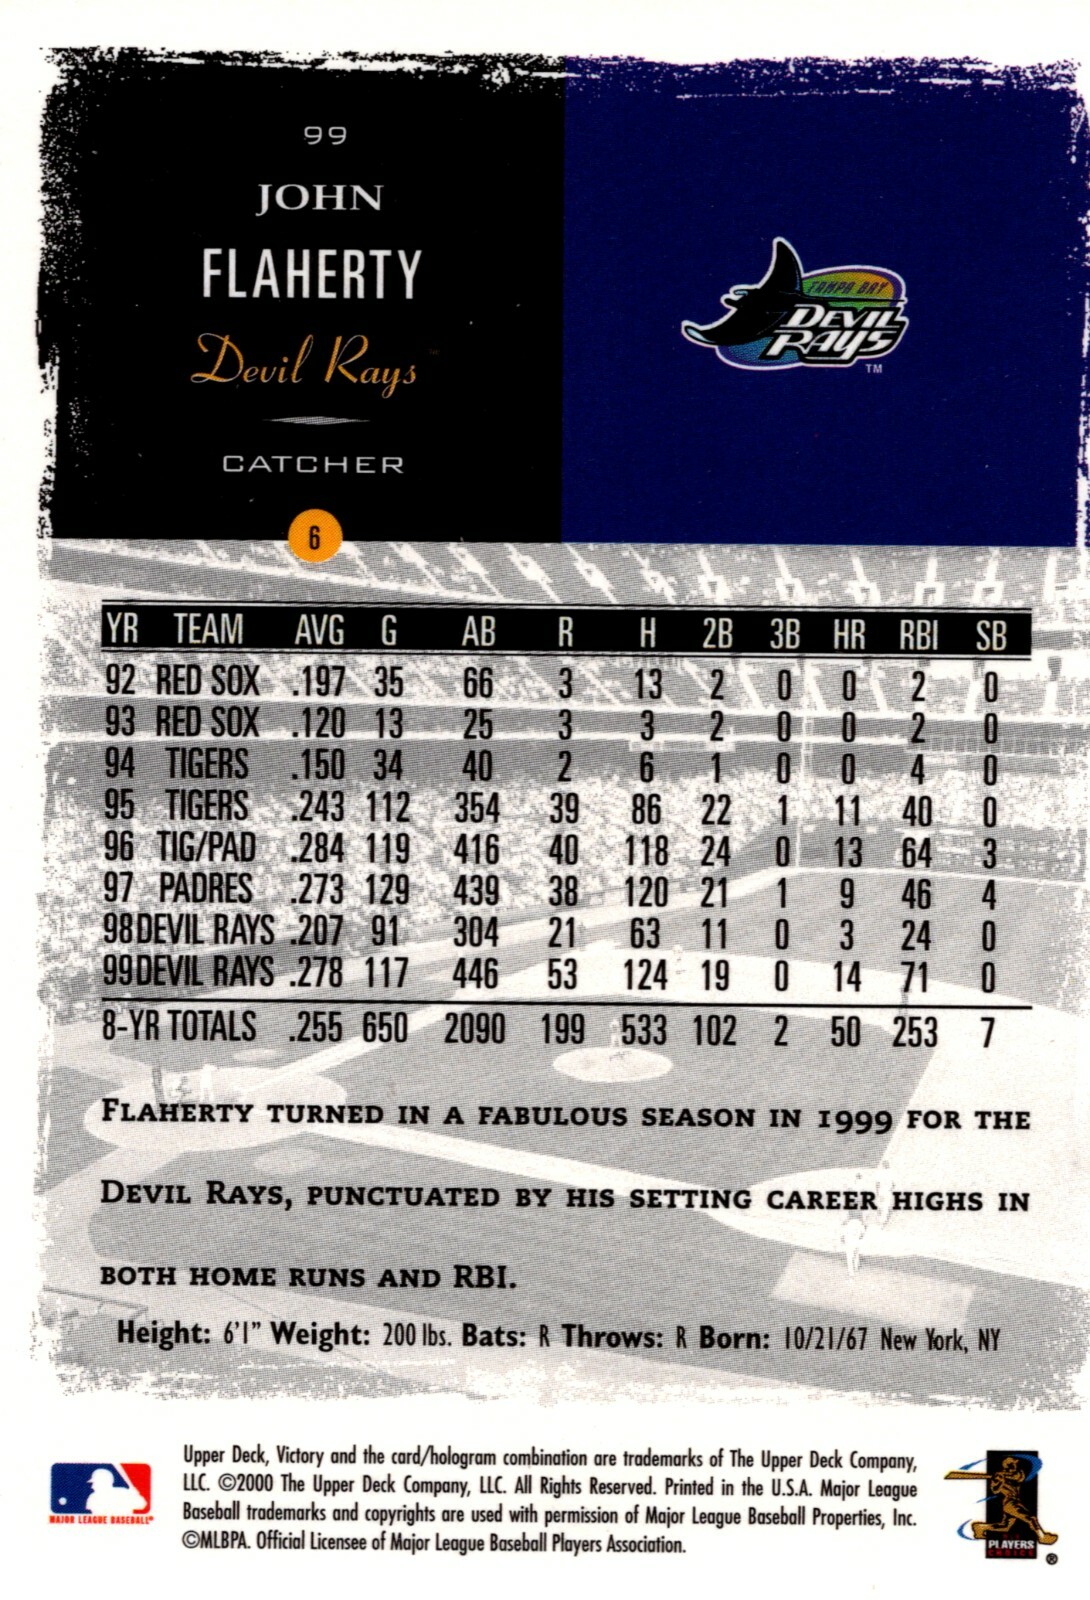 99
JOHN
FLAHERTY
Devil Rays
CATCHER
6
TAMPA BAY
DEVIL
RAYS
TM
YR TEAM AVG G AB R H 2B 3B HR RBI SB
92 RED SOX .197 35 66 3 13 2 0 0 2 0
93 RED SOX .120 13 25 3 3 2 0 0 2 0
94 TIGERS .150 34 40 2 6 1 0 0 4 0
95 TIGERS .243 112 354 39 86 22 1 11 40 0
96 TIG/PAD .284 119 416 40 118 24 0 13 64 3
97 PADRES .273 129 439 38 120 21 1 9 46 4
98 DEVIL RAYS .207 91 304 21 63 11 0 3 24 0
99 DEVIL RAYS .278 117 446 53 124 19 0 14 71 0
8-YR TOTALS .255 650 2090 199 533 102 2 50 253 7
FLAHERTY TURNED IN A FABULOUS SEASON IN 1999 FOR THE
DEVIL RAYS, PUNCTUATED BY HIS SETTING CAREER HIGHS IN
BOTH HOME RUNS AND RBI.
Height: 6'1" Weight: 200 lbs. Bats: R Throws: R Born: 10/21/67 New York, NY
Upper Deck, Victory and the card/hologram combination are trademarks of The Upper Deck Company,
LLC. ©2000 The Upper Deck Company, LLC. All Rights Reserved. Printed in the U.S.A. Major League
Baseball trademarks and copyrights are used with permission of Major League Baseball Properties, Inc.
©MLBPA. Official Licensee of Major League Baseball Players Association.
MAJOR LEAGUE BASEBALL®
PLAYERS
CHOICE
®